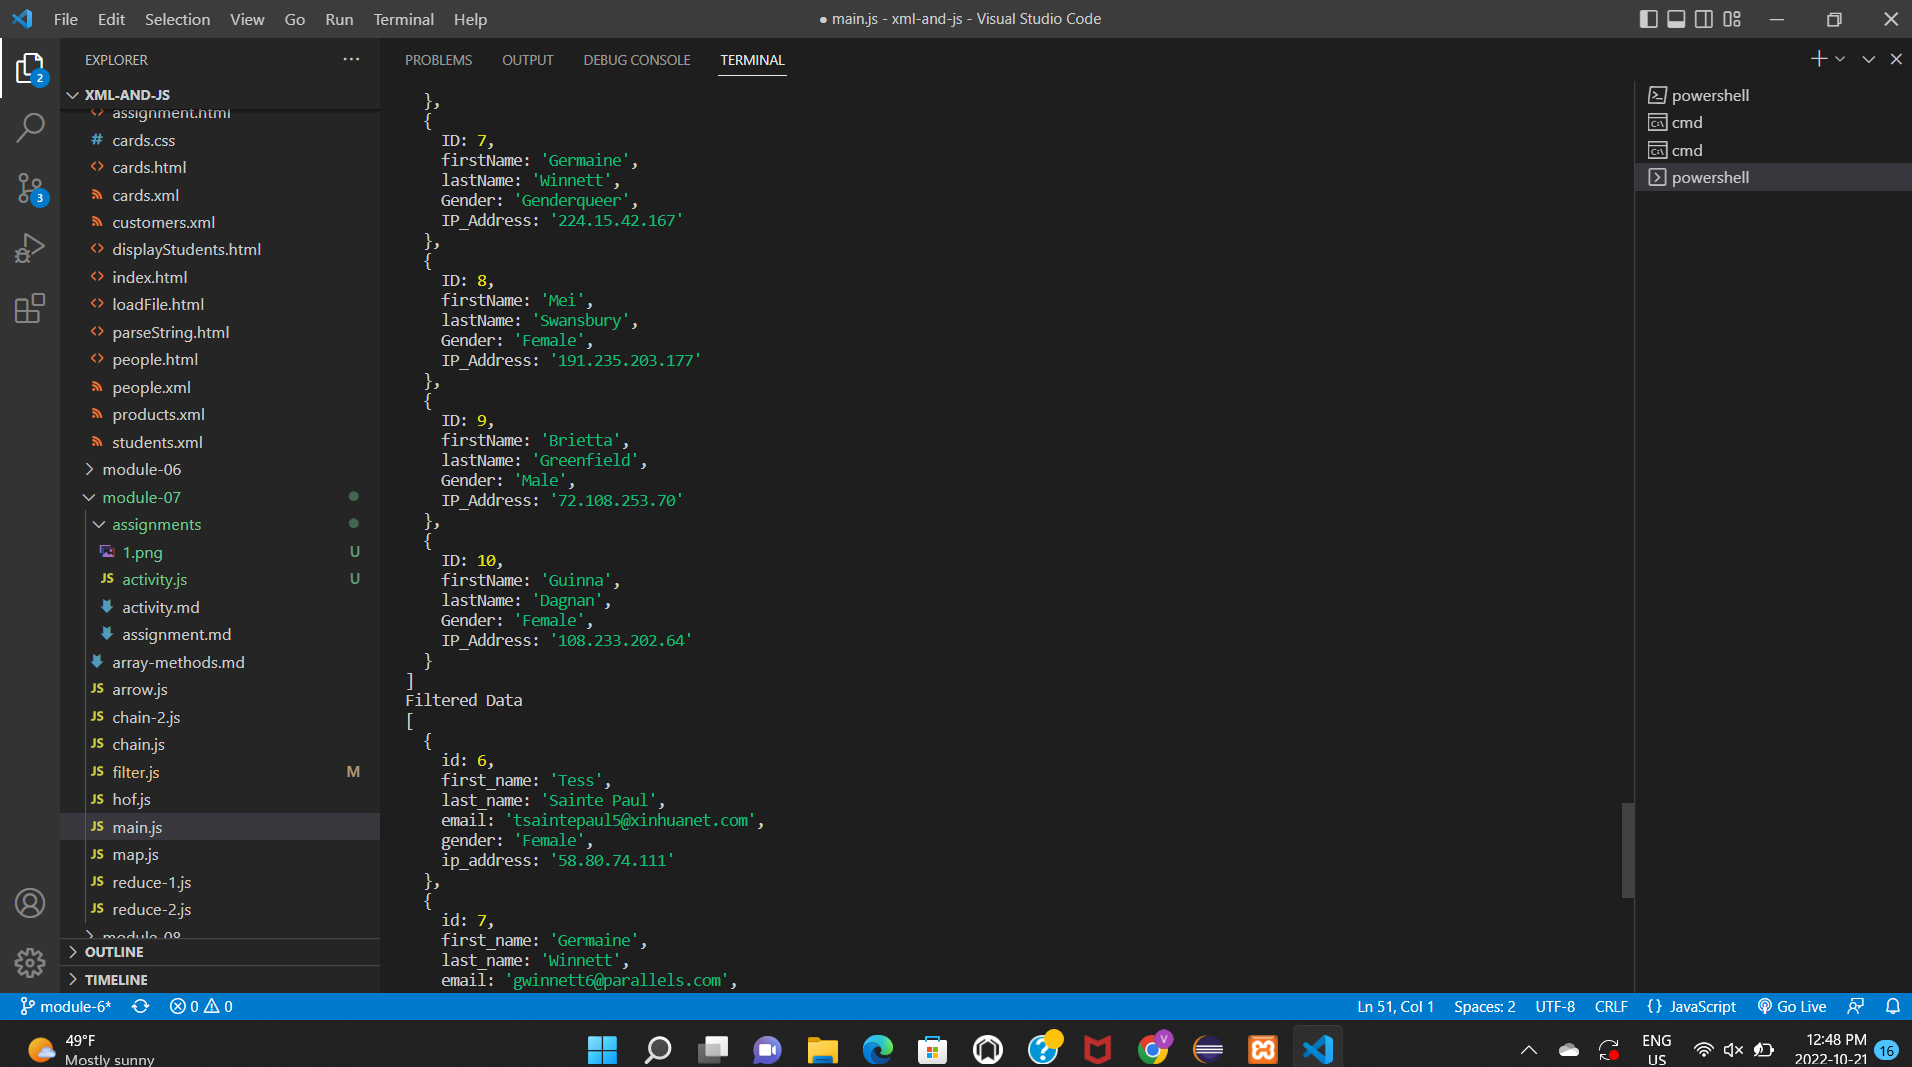 File Edit Selection View Go Run Terminal Help
● main.js - xml-and-js - Visual Studio Code
EXPLORER
XML-AND-JS
assignment.html
cards.css
cards.html
cards.xml
customers.xml
displayStudents.html
index.html
loadFile.html
parseString.html
people.html
people.xml
products.xml
students.xml
module-06
module-07
assignments
1.png U
activity.js U
activity.md
assignment.md
array-methods.md
arrow.js
chain-2.js
chain.js
filter.js M
hof.js
main.js
map.js
reduce-1.js
reduce-2.js
module-08
OUTLINE
TIMELINE
2
3
PROBLEMS OUTPUT DEBUG CONSOLE TERMINAL
},
{
ID: 7,
firstName: 'Germaine',
lastName: 'Winnett',
Gender: 'Genderqueer',
IP_Address: '224.15.42.167'
},
{
ID: 8,
firstName: 'Mei',
lastName: 'Swansbury',
Gender: 'Female',
IP_Address: '191.235.203.177'
},
{
ID: 9,
firstName: 'Brietta',
lastName: 'Greenfield',
Gender: 'Male',
IP_Address: '72.108.253.70'
},
{
ID: 10,
firstName: 'Guinna',
lastName: 'Dagnan',
Gender: 'Female',
IP_Address: '108.233.202.64'
}
]
Filtered Data
[
{
id: 6,
first_name: 'Tess',
last_name: 'Sainte Paul',
email: 'tsaintepaul5@xinhuanet.com',
gender: 'Female',
ip_address: '58.80.74.111'
},
{
id: 7,
first_name: 'Germaine',
last_name: 'Winnett',
email: 'gwinnett6@parallels.com',
powershell
cmd
cmd
powershell
module-6* 0 0
Ln 51, Col 1 Spaces: 2 UTF-8 CRLF {} JavaScript Go Live
49°F
Mostly sunny
V
ENG
US
12:48 PM
2022-10-21
16